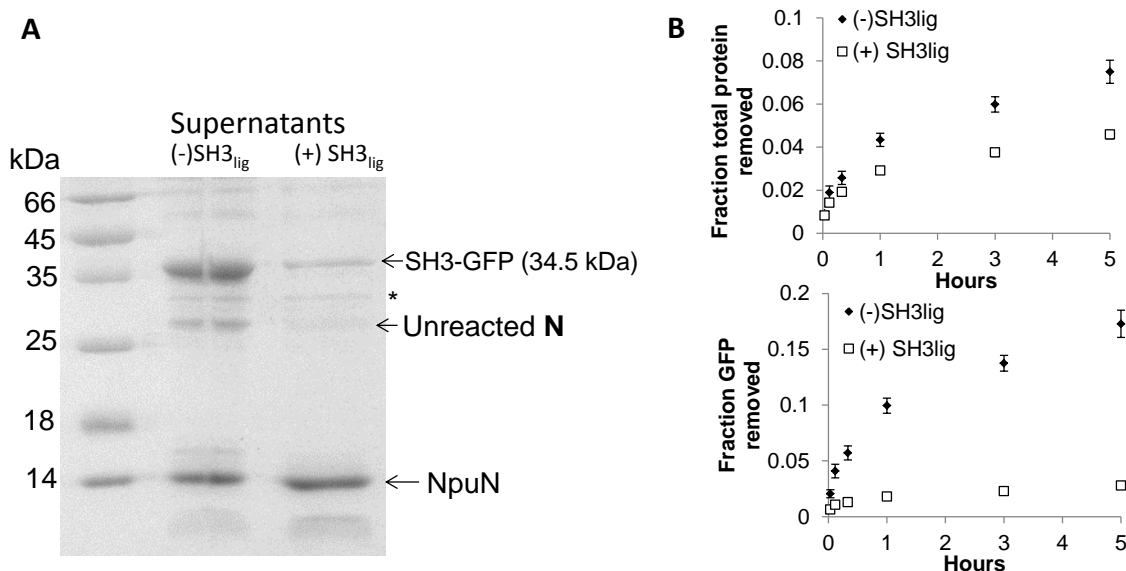 A
Supernatants
kDa (-)SH3lig (+) SH3lig
66
45
SH3-GFP (34.5 kDa)
35
*
Unreacted N
25
18
14
NpuN
B
Fraction total protein
removed
0.1
0.08
0.06
0.04
0.02
0
(-)SH3lig
(+) SH3lig
0 1 2 3 4 5
Hours
Fraction GFP
removed
0.2
0.15
0.1
0.05
0
(-)SH3lig
(+) SH3lig
0 1 2 3 4 5
Hours